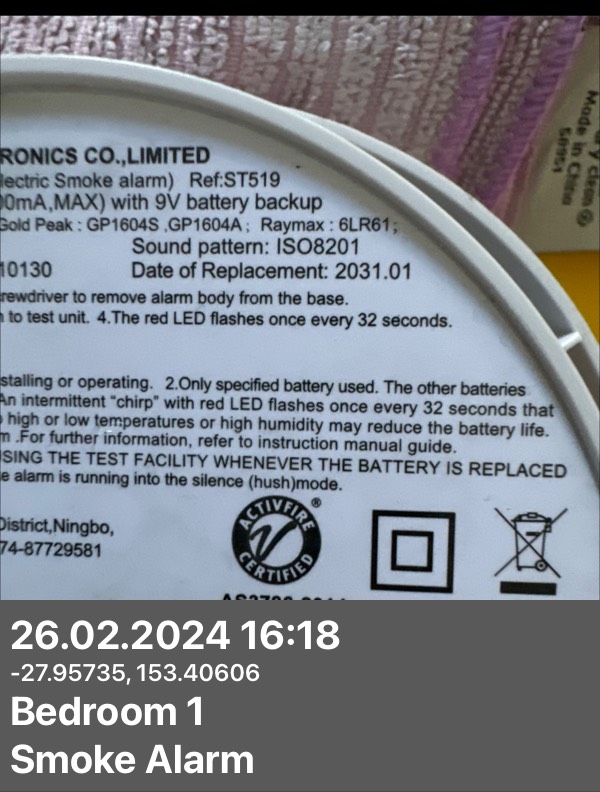 RONICS CO.,LIMITED
lectric Smoke alarm) Ref:ST519
00mA,MAX) with 9V battery backup
Gold Peak : GP1604S ,GP1604A ; Raymax : 6LR61;
Sound pattern: ISO8201
10130 Date of Replacement: 2031.01
rewdriver to remove alarm body from the base.
n to test unit. 4.The red LED flashes once every 32 seconds.
stalling or operating. 2.Only specified battery used. The other batteries
An intermittent "chirp" with red LED flashes once every 32 seconds that
high or low temperatures or high humidity may reduce the battery life.
m .For further information, refer to instruction manual guide.
SING THE TEST FACILITY WHENEVER THE BATTERY IS REPLACED
e alarm is running into the silence (hush)mode.
District,Ningbo,
74-87729581
ACTIVFIRE ®
CERTIFIED
Made in China
26.02.2024 16:18
-27.95735, 153.40606
Bedroom 1
Smoke Alarm